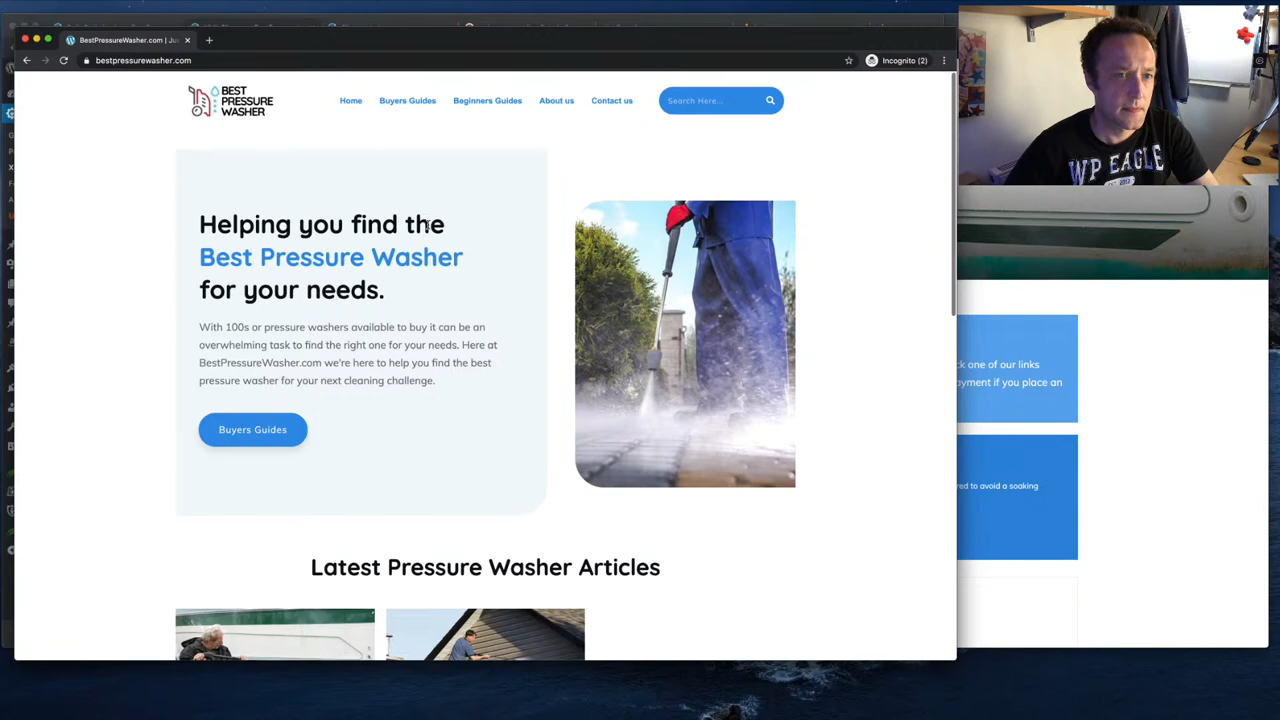 BestPressureWasher.com | Jus
bestpressurewasher.com
Incognito (2)
BEST
PRESSURE
WASHER
Home
Buyers Guides
Beginners Guides
About us
Contact us
Search Here...
WP EAGLE
Helping you find the
Best Pressure Washer
for your needs.
With 100s or pressure washers available to buy it can be an
overwhelming task to find the right one for your needs. Here at
BestPressureWasher.com we're here to help you find the best
pressure washer for your next cleaning challenge.
Buyers Guides
ck one of our links
ayment if you place an
red to avoid a soaking
Latest Pressure Washer Articles